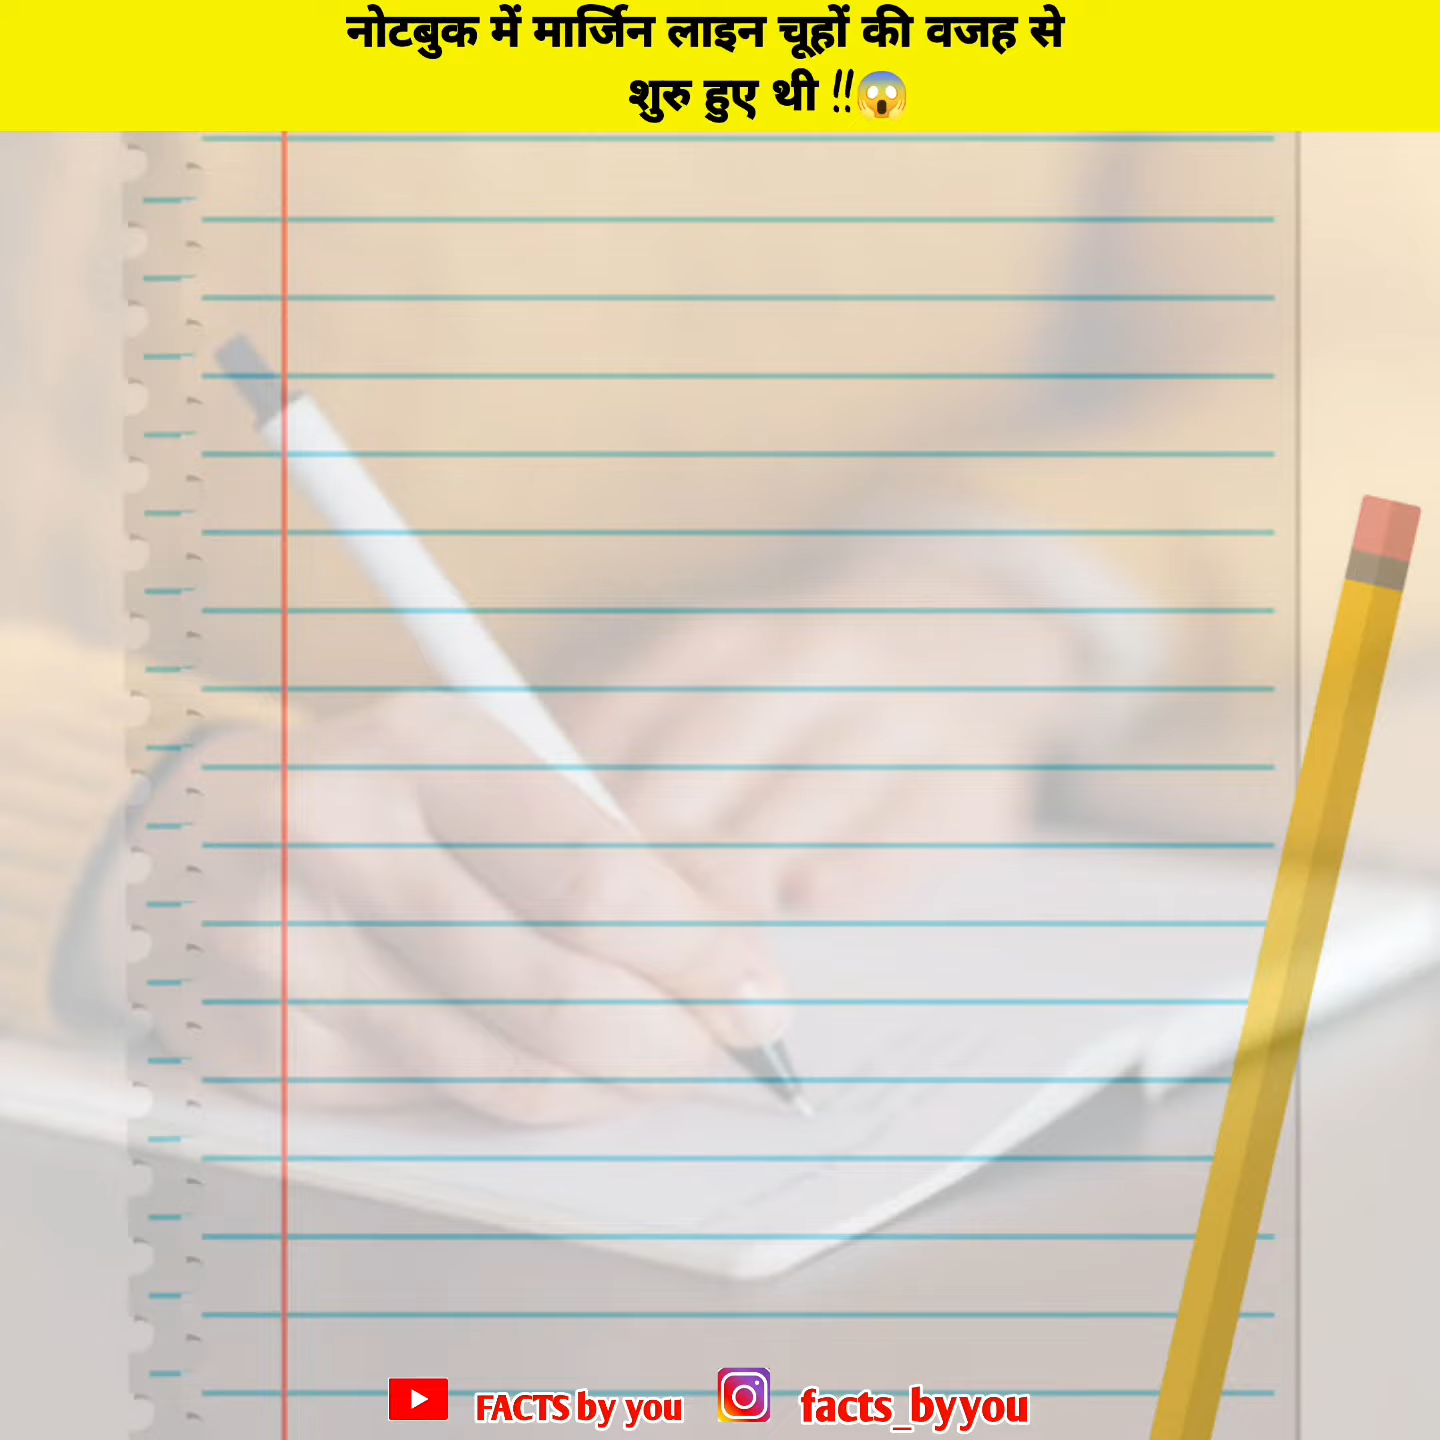 नोटबुक में मार्जिन लाइन चूहों की वजह से
शुरु हुए थी !!😱
FACTS by you facts_byyou